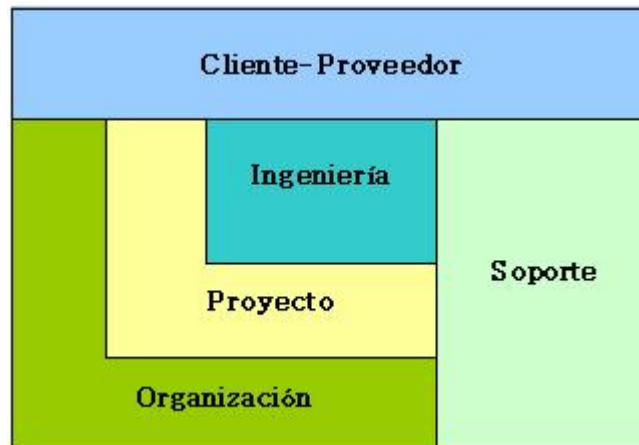 Cliente-Proveedor
Ingeniería
Soporte
Proyecto
Organización